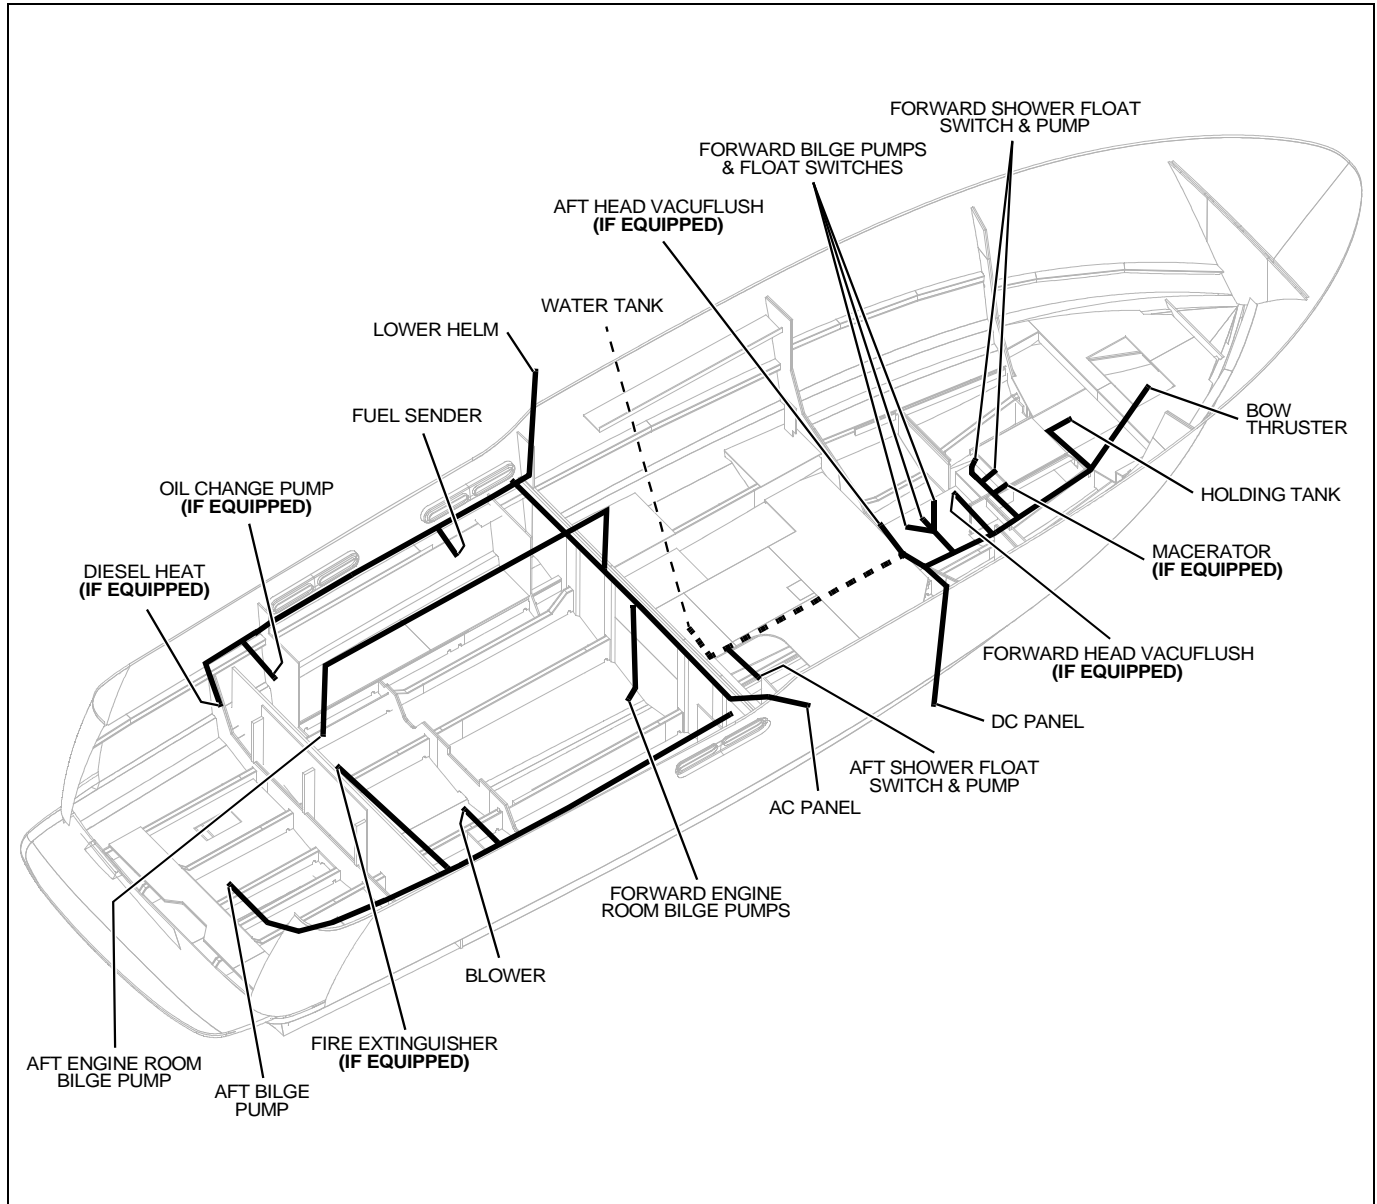 FORWARD SHOWER FLOAT
SWITCH & PUMP
FORWARD BILGE PUMPS
& FLOAT SWITCHES
AFT HEAD VACUFLUSH
(IF EQUIPPED)
WATER TANK
LOWER HELM
FUEL SENDER
OIL CHANGE PUMP
(IF EQUIPPED)
DIESEL HEAT
(IF EQUIPPED)
BOW
THRUSTER
HOLDING TANK
MACERATOR
(IF EQUIPPED)
FORWARD HEAD VACUFLUSH
(IF EQUIPPED)
DC PANEL
AFT SHOWER FLOAT
SWITCH & PUMP
AC PANEL
FORWARD ENGINE
ROOM BILGE PUMPS
BLOWER
FIRE EXTINGUISHER
(IF EQUIPPED)
AFT ENGINE ROOM
BILGE PUMP
AFT BILGE
PUMP